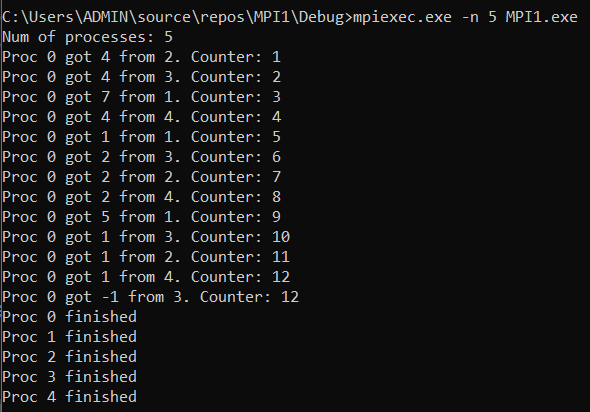 C:\Users\ADMIN\source\repos\MPI1\Debug>mpiexec.exe -n 5 MPI1.exe
Num of processes: 5
Proc 0 got 4 from 2. Counter: 1
Proc 0 got 4 from 3. Counter: 2
Proc 0 got 7 from 1. Counter: 3
Proc 0 got 4 from 4. Counter: 4
Proc 0 got 1 from 1. Counter: 5
Proc 0 got 2 from 3. Counter: 6
Proc 0 got 2 from 2. Counter: 7
Proc 0 got 2 from 4. Counter: 8
Proc 0 got 5 from 1. Counter: 9
Proc 0 got 1 from 3. Counter: 10
Proc 0 got 1 from 2. Counter: 11
Proc 0 got 1 from 4. Counter: 12
Proc 0 got -1 from 3. Counter: 12
Proc 0 finished
Proc 1 finished
Proc 2 finished
Proc 3 finished
Proc 4 finished